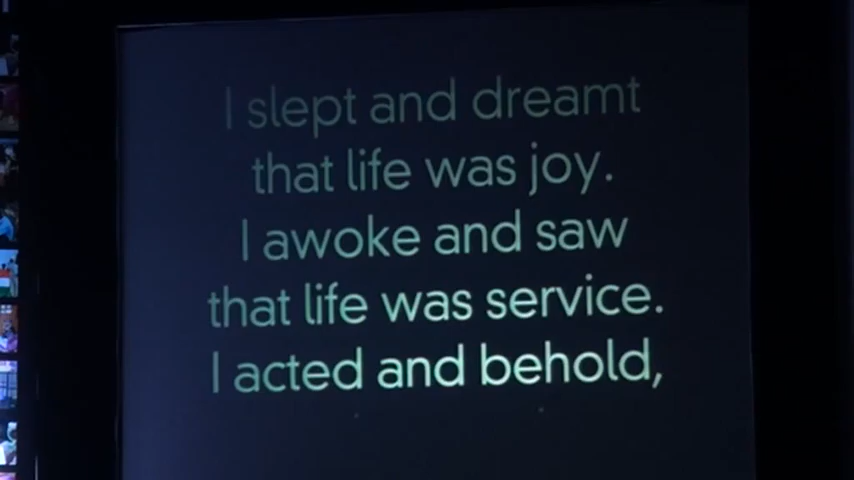 I slept and dreamt
that life was joy.
I awoke and saw
that life was service.
I acted and behold,